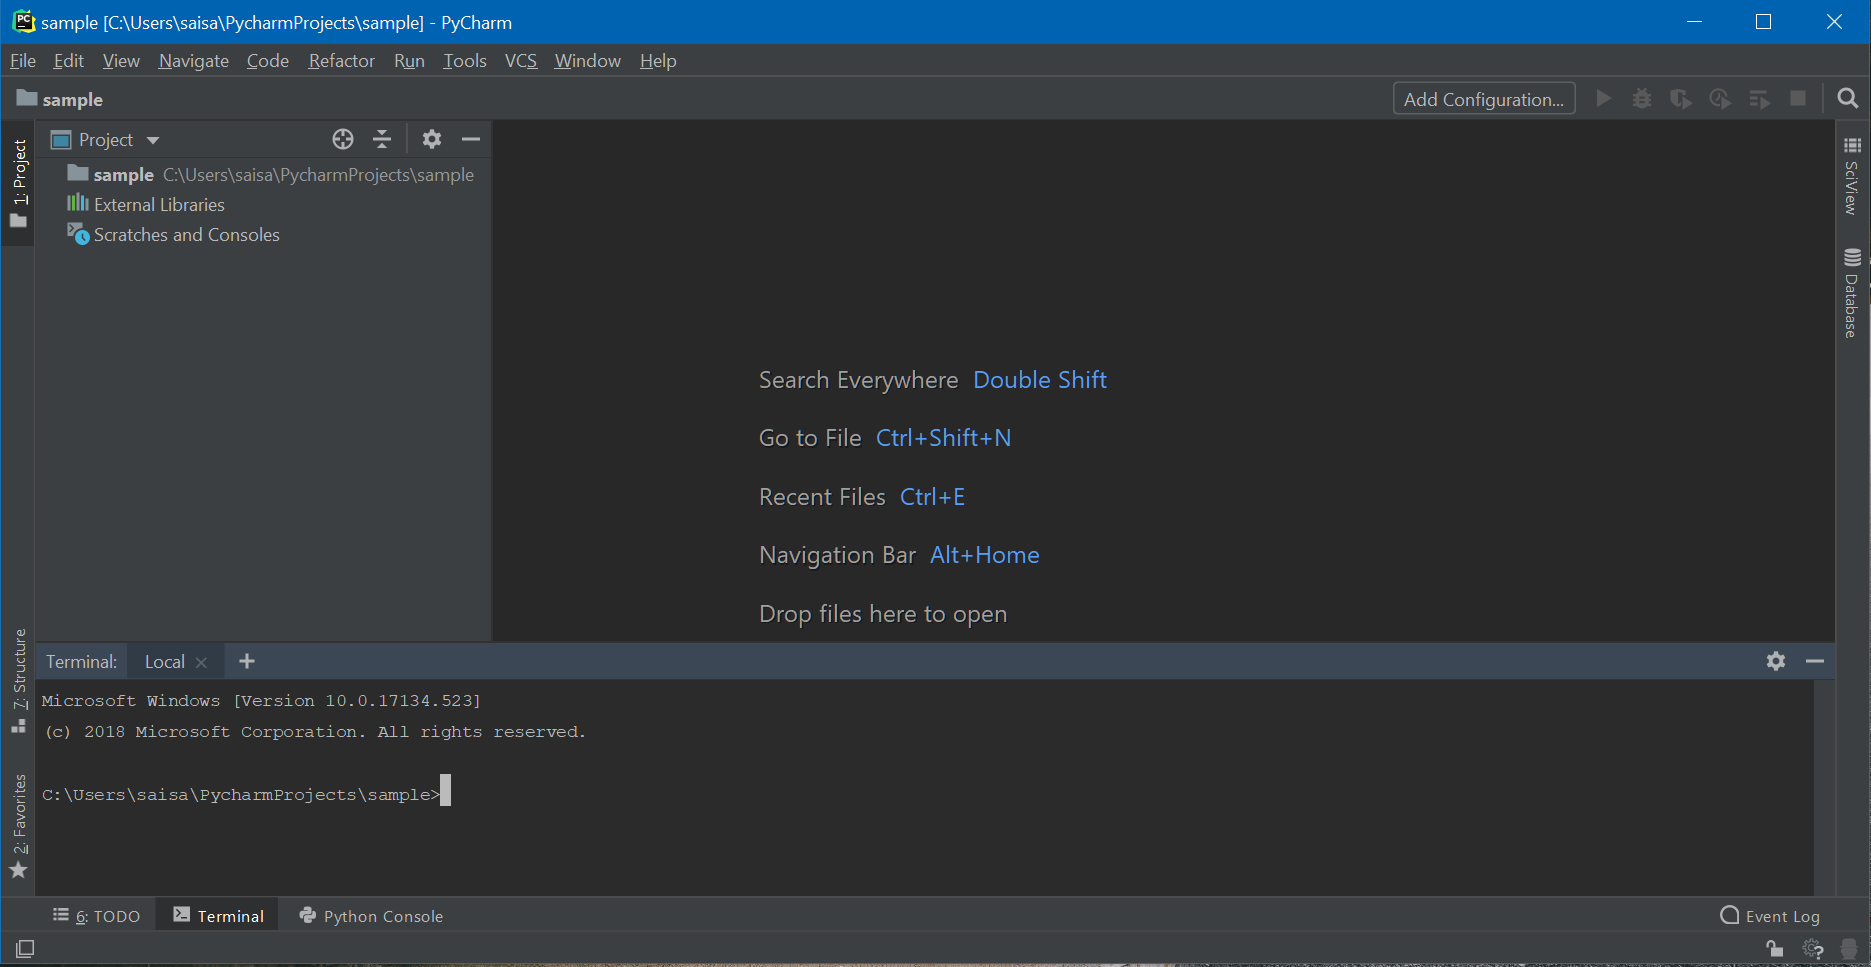 sample [C:\Users\saisa\PycharmProjects\sample] - PyCharm
File Edit View Navigate Code Refactor Run Tools VCS Window Help
sample Add Configuration...
1: Project
Project
sample C:\Users\saisa\PycharmProjects\sample
External Libraries
Scratches and Consoles
SciView
Database
Search Everywhere Double Shift
Go to File Ctrl+Shift+N
Recent Files Ctrl+E
Navigation Bar Alt+Home
Drop files here to open
7: Structure
2: Favorites
Terminal: Local
Microsoft Windows [Version 10.0.17134.523]
(c) 2018 Microsoft Corporation. All rights reserved.
C:\Users\saisa\PycharmProjects\sample>
6: TODO Terminal Python Console Event Log